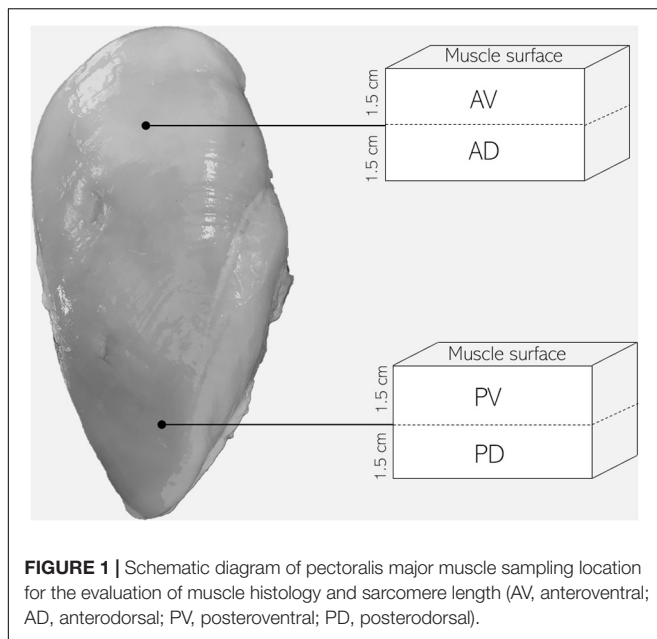 Muscle surface
1.5 cm
AV
1.5 cm
AD
Muscle surface
1.5 cm
PV
1.5 cm
PD
FIGURE 1 | Schematic diagram of pectoralis major muscle sampling location
for the evaluation of muscle histology and sarcomere length (AV, anteroventral;
AD, anterodorsal; PV, posteroventral; PD, posterodorsal).